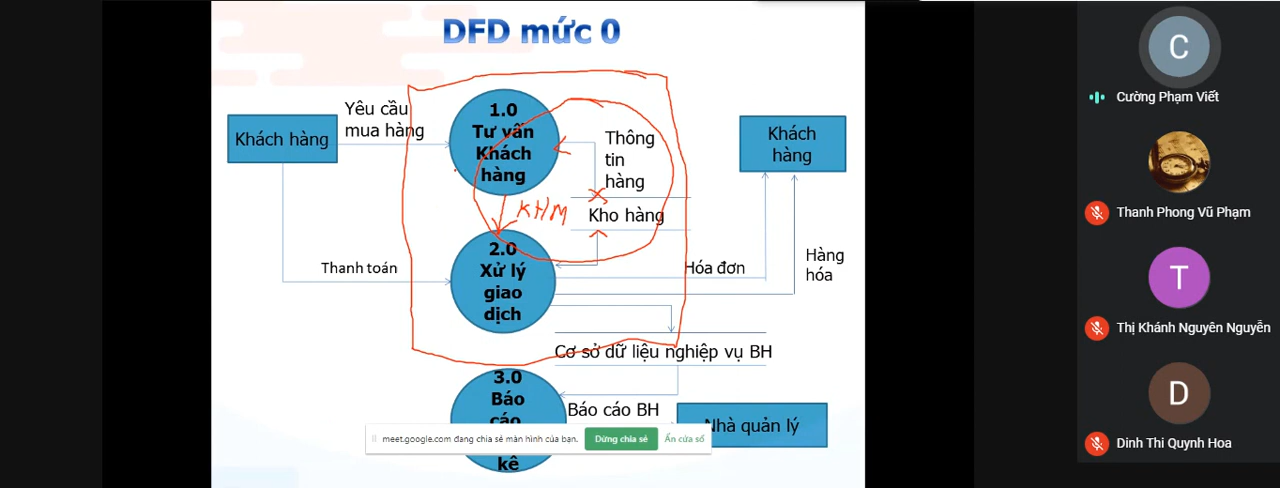 DFD mức 0
Khách hàng
Yêu cầu
mua hàng
1.0
Tư vấn
Khách
hàng
Thông
tin
hàng
Khách
hàng
KHM
Kho hàng
Thanh toán
2.0
Xử lý
giao
dịch
Hóa đơn
Hàng
hóa
Cơ sở dữ liệu nghiệp vụ BH
3.0
Báo
cáo
kê
Báo cáo BH
Nhà quản lý
meet.google.com đang chia sẻ màn hình của bạn.
Dừng chia sẻ
Ẩn cửa sổ
C
Cường Phạm Viết
Thanh Phong Vũ Phạm
T
Thị Khánh Nguyên Nguyễn
D
Dinh Thi Quynh Hoa